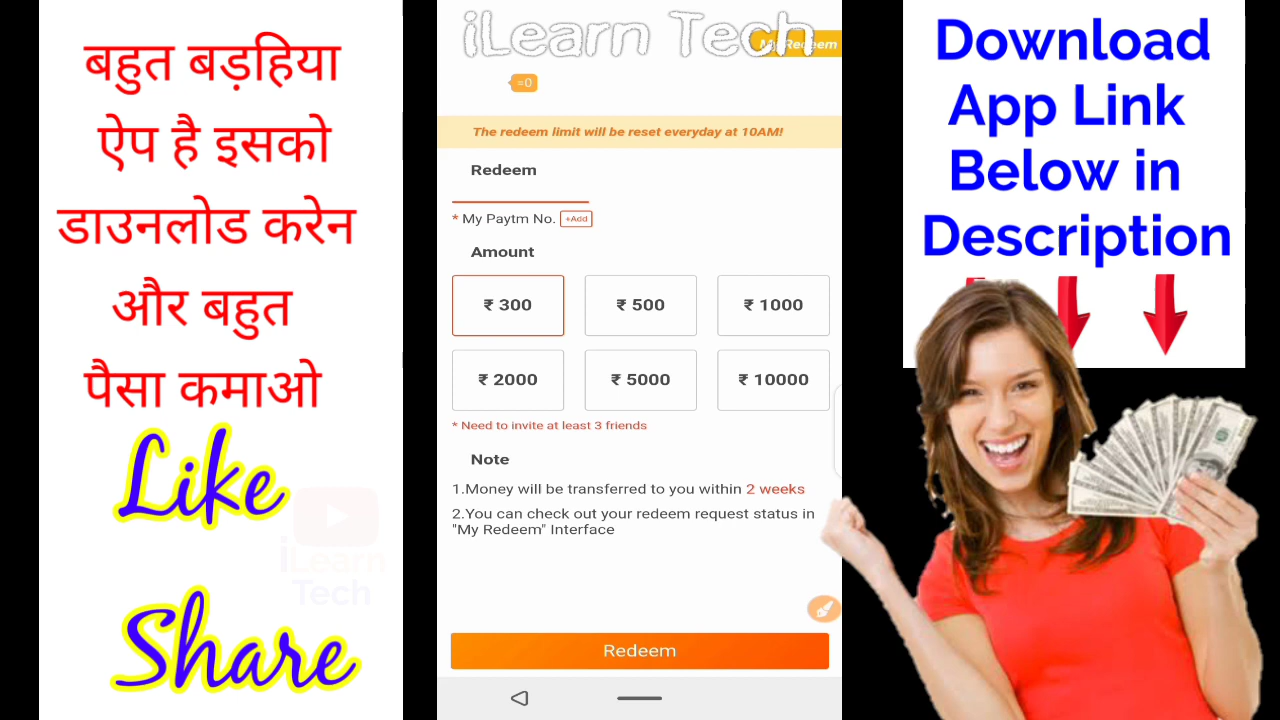 बहुत बड़हिया
ऐप है इसको
डाउनलोड करेन
और बहुत
पैसा कमाओ
Like
Share
iLearn
Tech
iLearn Tech
My Redeem
=0
The redeem limit will be reset everyday at 10AM!
Redeem
* My Paytm No. +Add
Amount
₹ 300 ₹ 500 ₹ 1000
₹ 2000 ₹ 5000 ₹ 10000
* Need to invite at least 3 friends
Note
1.Money will be transferred to you within 2 weeks
2.You can check out your redeem request status in
"My Redeem" Interface
Redeem
Download
App Link
Below in
Description